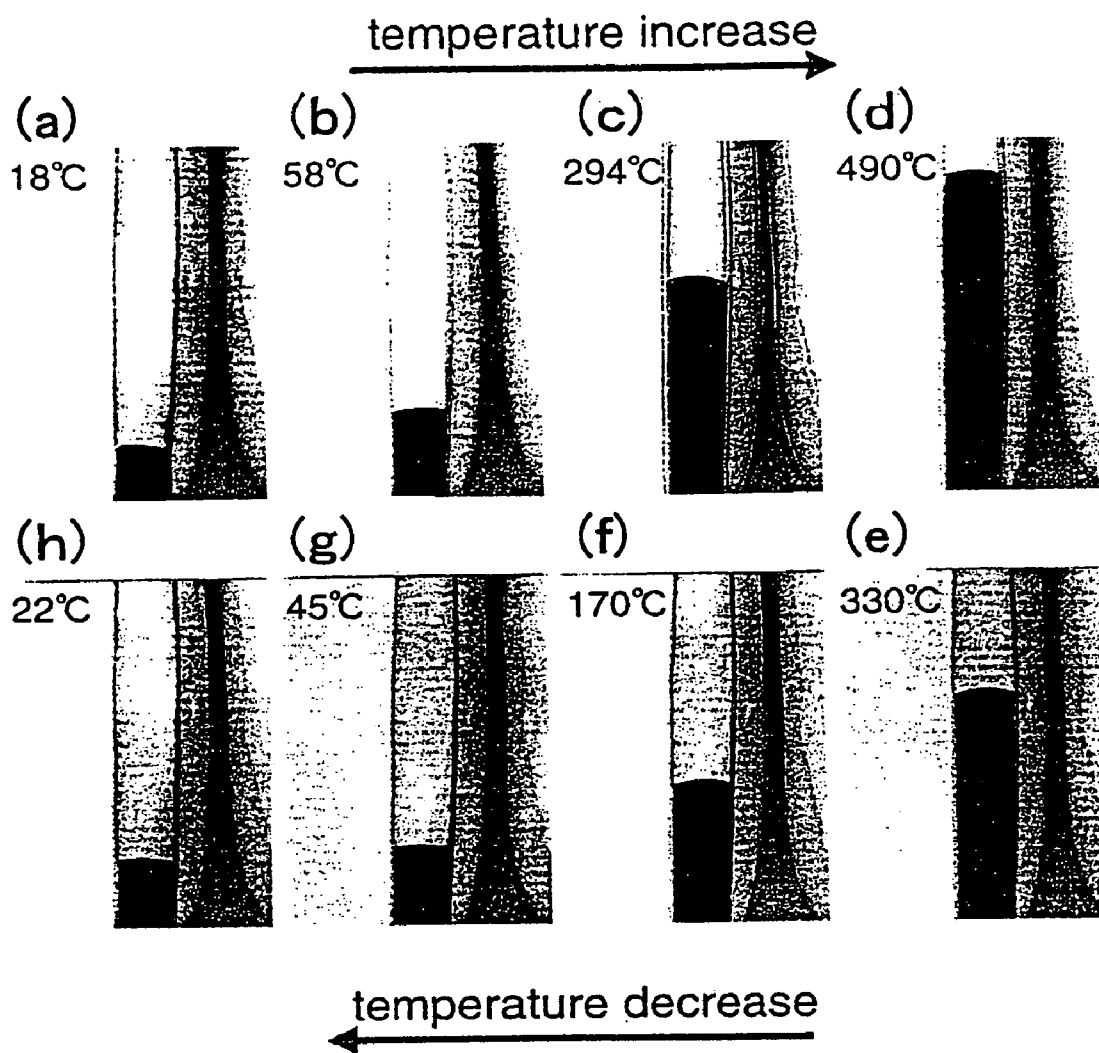 temperature increase
(a)
(b)
(c)
(d)
18℃
58℃
294℃
490℃
(h)
(g)
(f)
(e)
22℃
45℃
170℃
330℃
temperature decrease